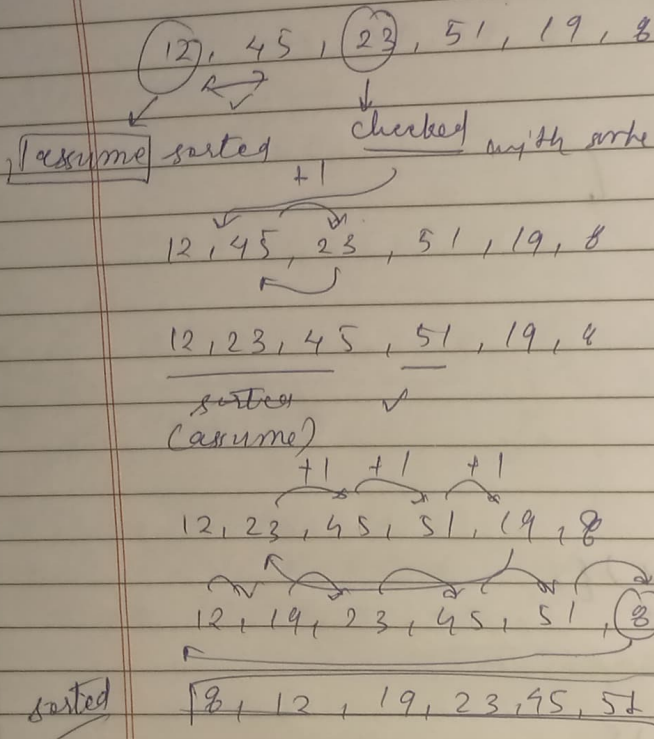 12, 45, 23, 51, 19, 8
assume sorted checked with
+1
12, 45, 23, 51, 19, 8
12, 23, 45, 51, 19, 8
sorted
(assume)
+1 +1 +1
12, 23, 45, 51, 19, 8
12, 19, 23, 45, 51, 8
sorted 8, 12, 19, 23, 45, 51